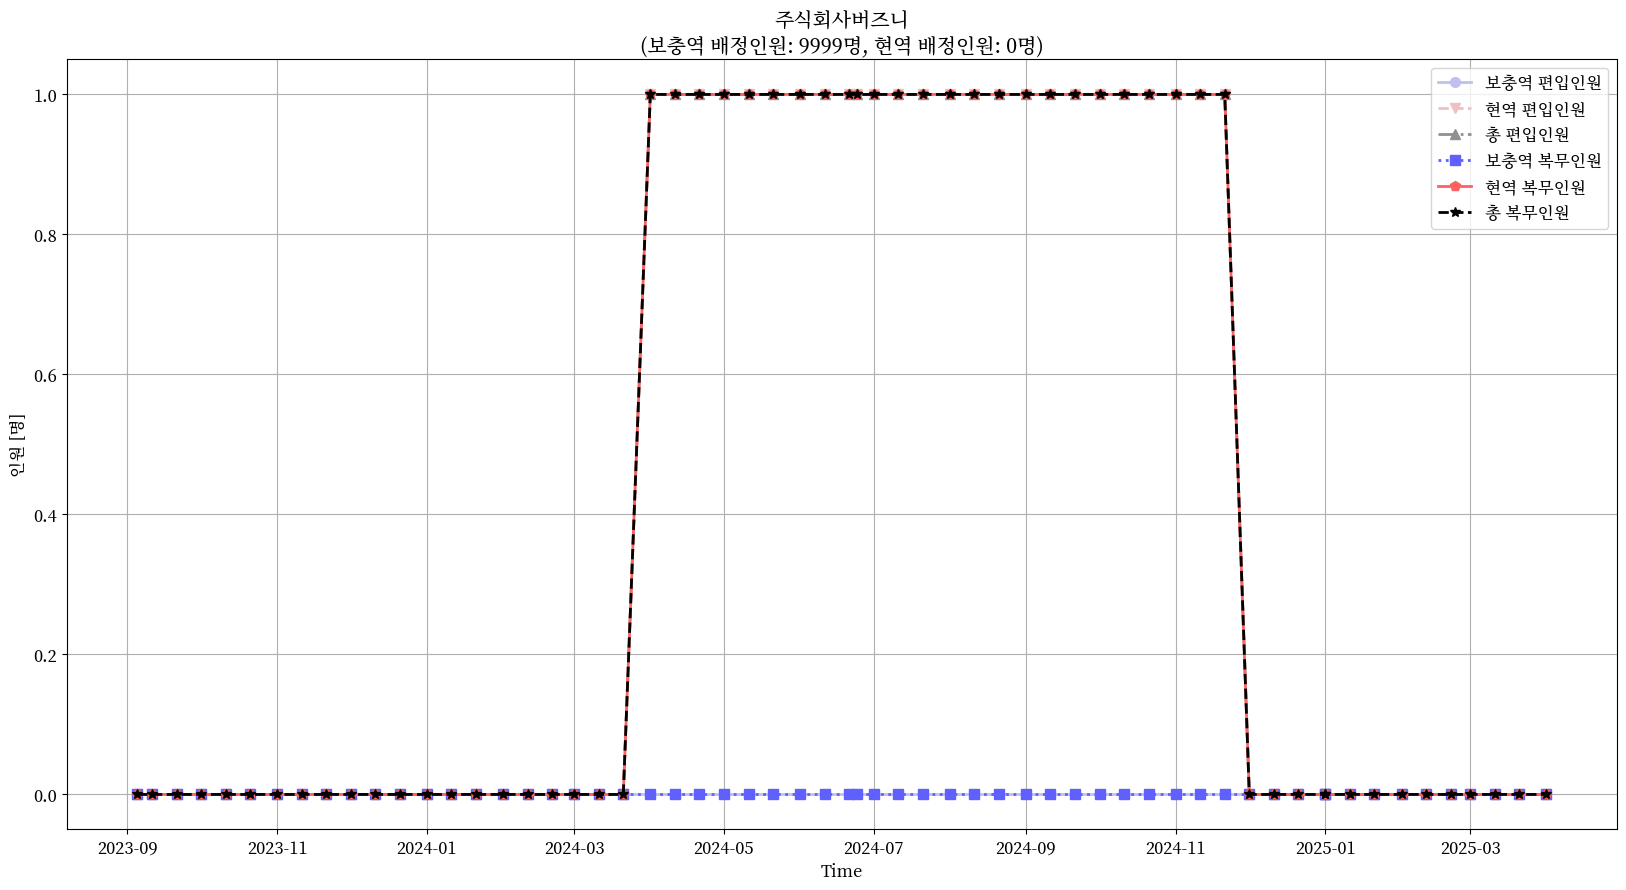 주식회사버즈니
(보충역 배정인원: 9999명, 현역 배정인원: 0명)
보충역 편입인원
현역 편입인원
총 편입인원
보충역 복무인원
현역 복무인원
총 복무인원
인원 [명]
1.0
0.8
0.6
0.4
0.2
0.0
2023-09
2023-11
2024-01
2024-03
2024-05
2024-07
2024-09
2024-11
2025-01
2025-03
Time